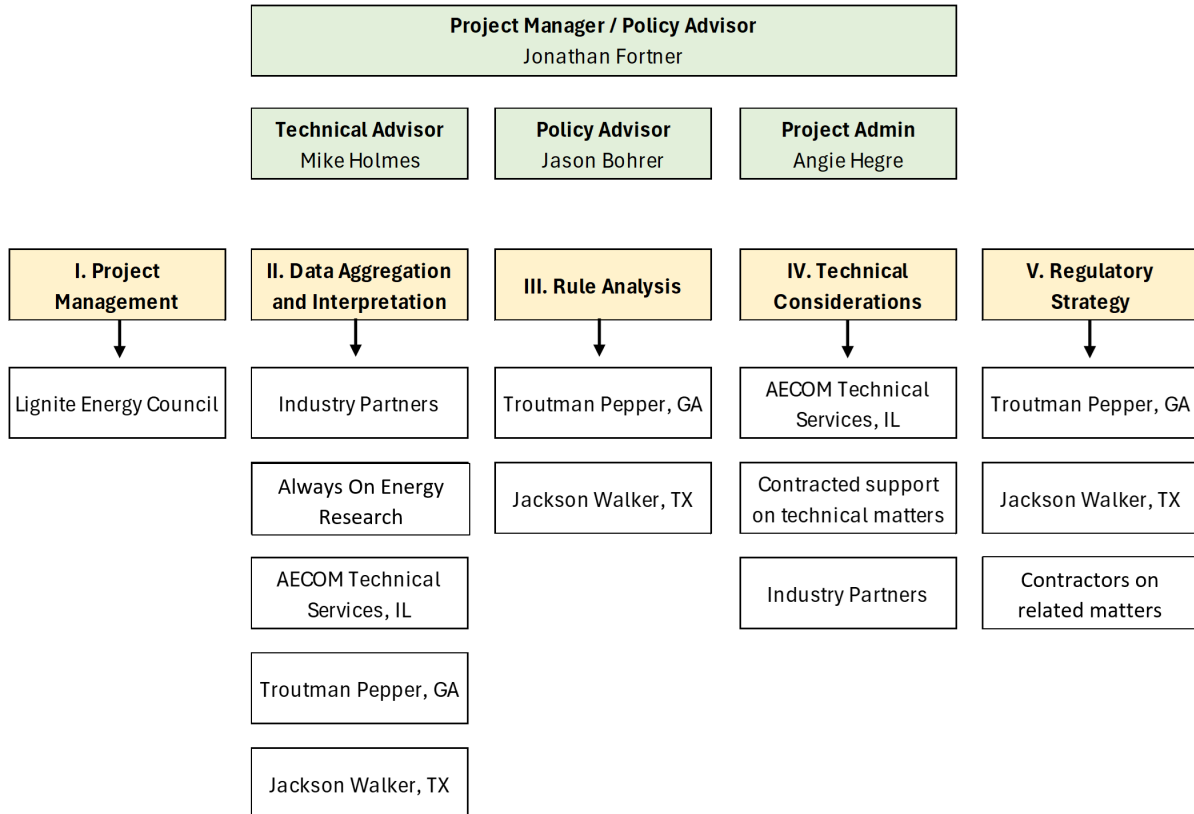 Project Manager / Policy Advisor
Jonathan Fortner
Technical Advisor
Mike Holmes
Policy Advisor
Jason Bohrer
Project Admin
Angie Hegre
I. Project
Management
II. Data Aggregation
and Interpretation
III. Rule Analysis
IV. Technical
Considerations
V. Regulatory
Strategy
Lignite Energy Council
Industry Partners
Always On Energy
Research
AECOM Technical
Services, IL
Troutman Pepper, GA
Jackson Walker, TX
Troutman Pepper, GA
Jackson Walker, TX
AECOM Technical
Services, IL
Contracted support
on technical matters
Industry Partners
Troutman Pepper, GA
Jackson Walker, TX
Contractors on
related matters